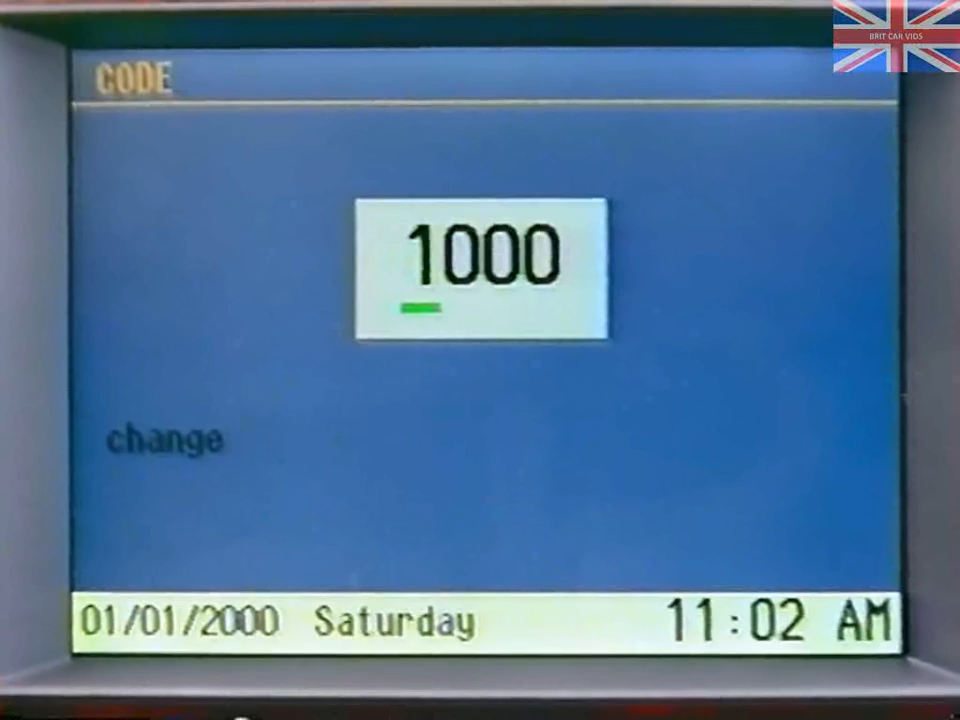 BRIT CAR VIDS
CODE
1000
change
01/01/2000 Saturday 11:02 AM